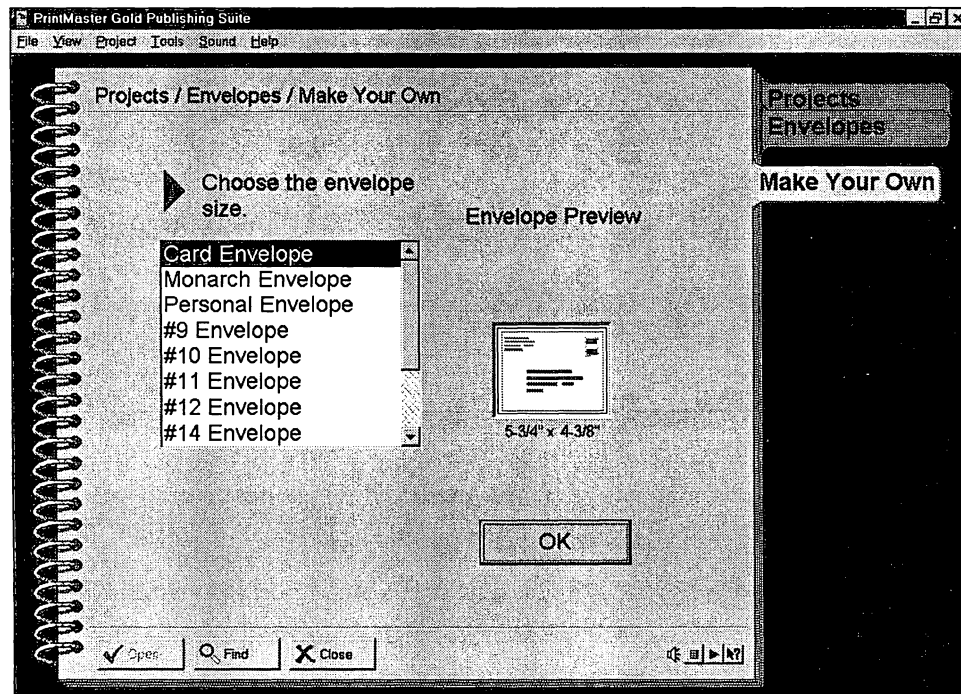 PrintMaster Gold Publishing Suite
File View Project Tools Sound Help
Projects / Envelopes / Make Your Own
Projects
Envelopes
Make Your Own
Choose the envelope
size.
Envelope Preview
Card Envelope
Monarch Envelope
Personal Envelope
#9 Envelope
#10 Envelope
#11 Envelope
#12 Envelope
#14 Envelope
5-3/4" x 4-3/8"
OK
Open Find Close